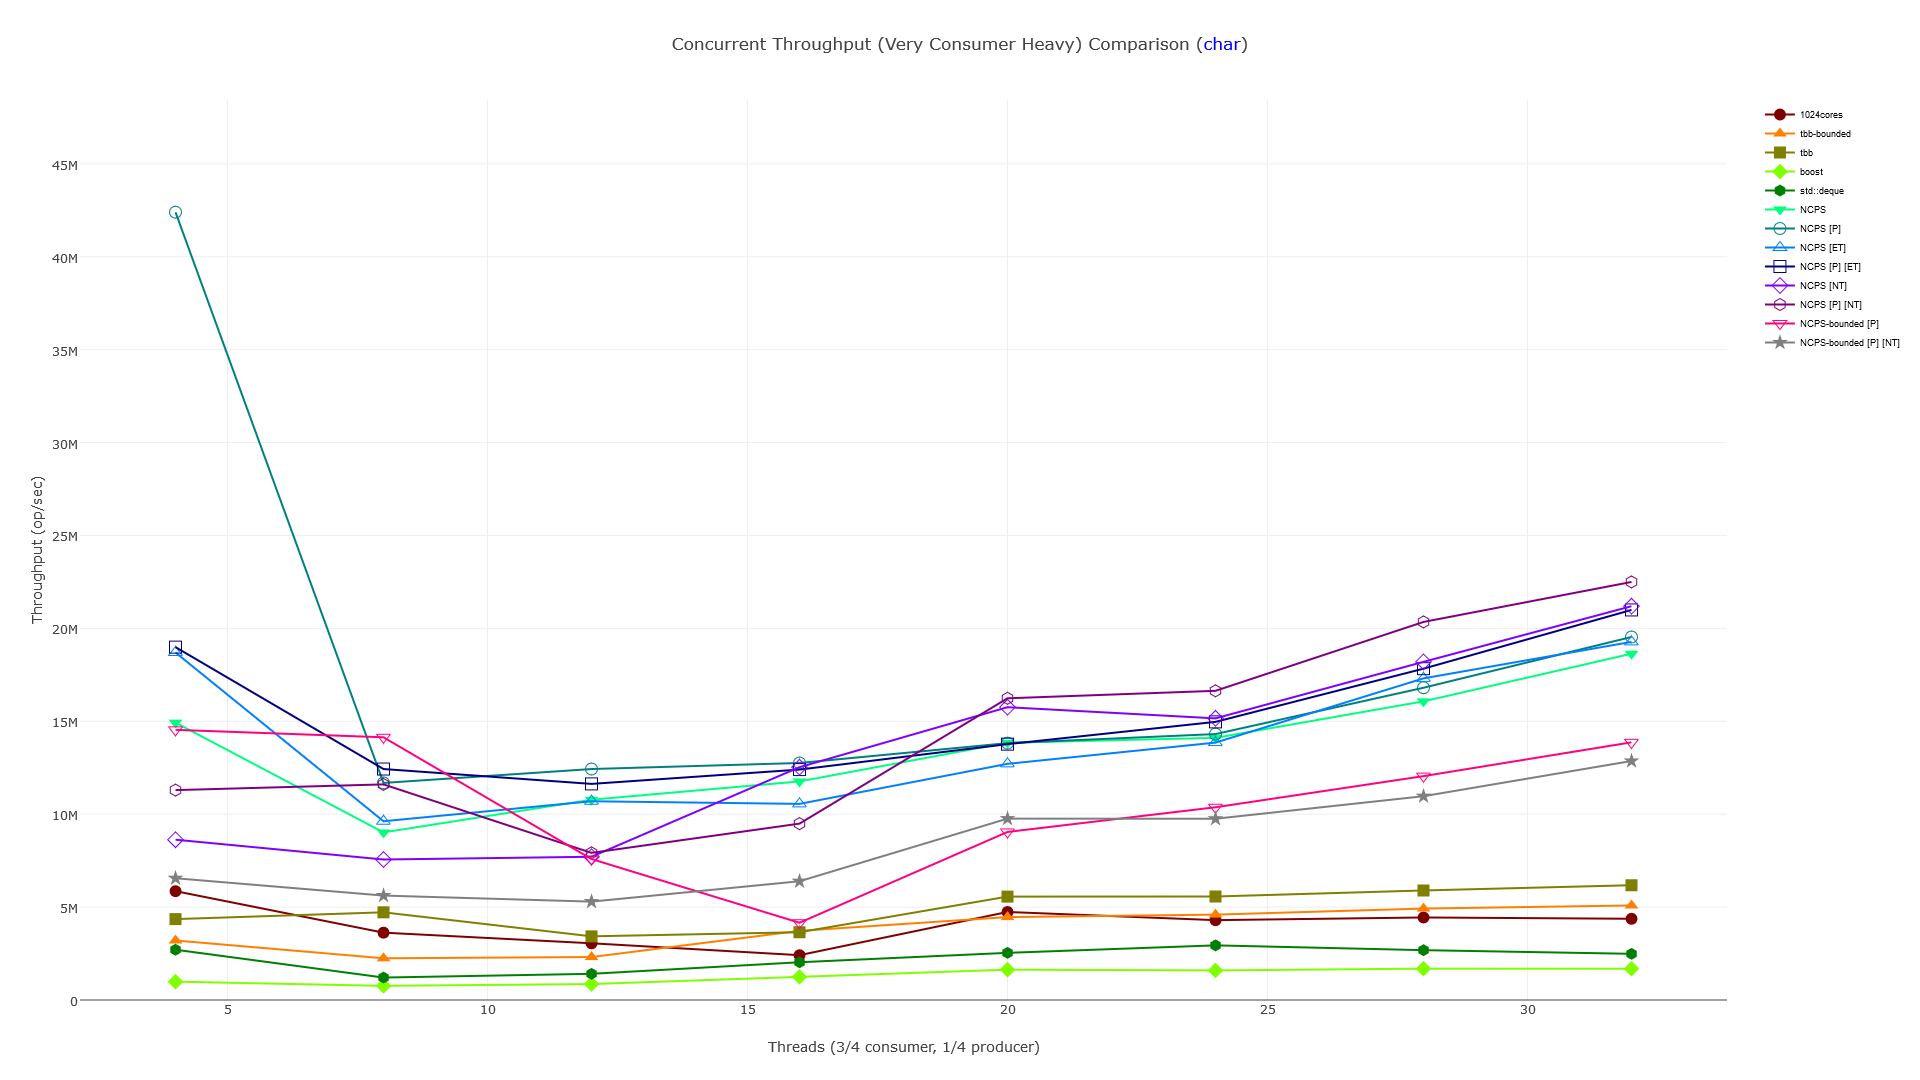 Concurrent Throughput (Very Consumer Heavy) Comparison (char)
1024cores
tbb-bounded
tbb
boost
std::deque
NCPS
NCPS [P]
NCPS [ET]
NCPS [P] [ET]
NCPS [NT]
NCPS [P] [NT]
NCPS-bounded [P]
NCPS-bounded [P] [NT]
45M
40M
35M
30M
25M
20M
15M
10M
5M
0
Throughput (op/sec)
5 10 15 20 25 30
Threads (3/4 consumer, 1/4 producer)